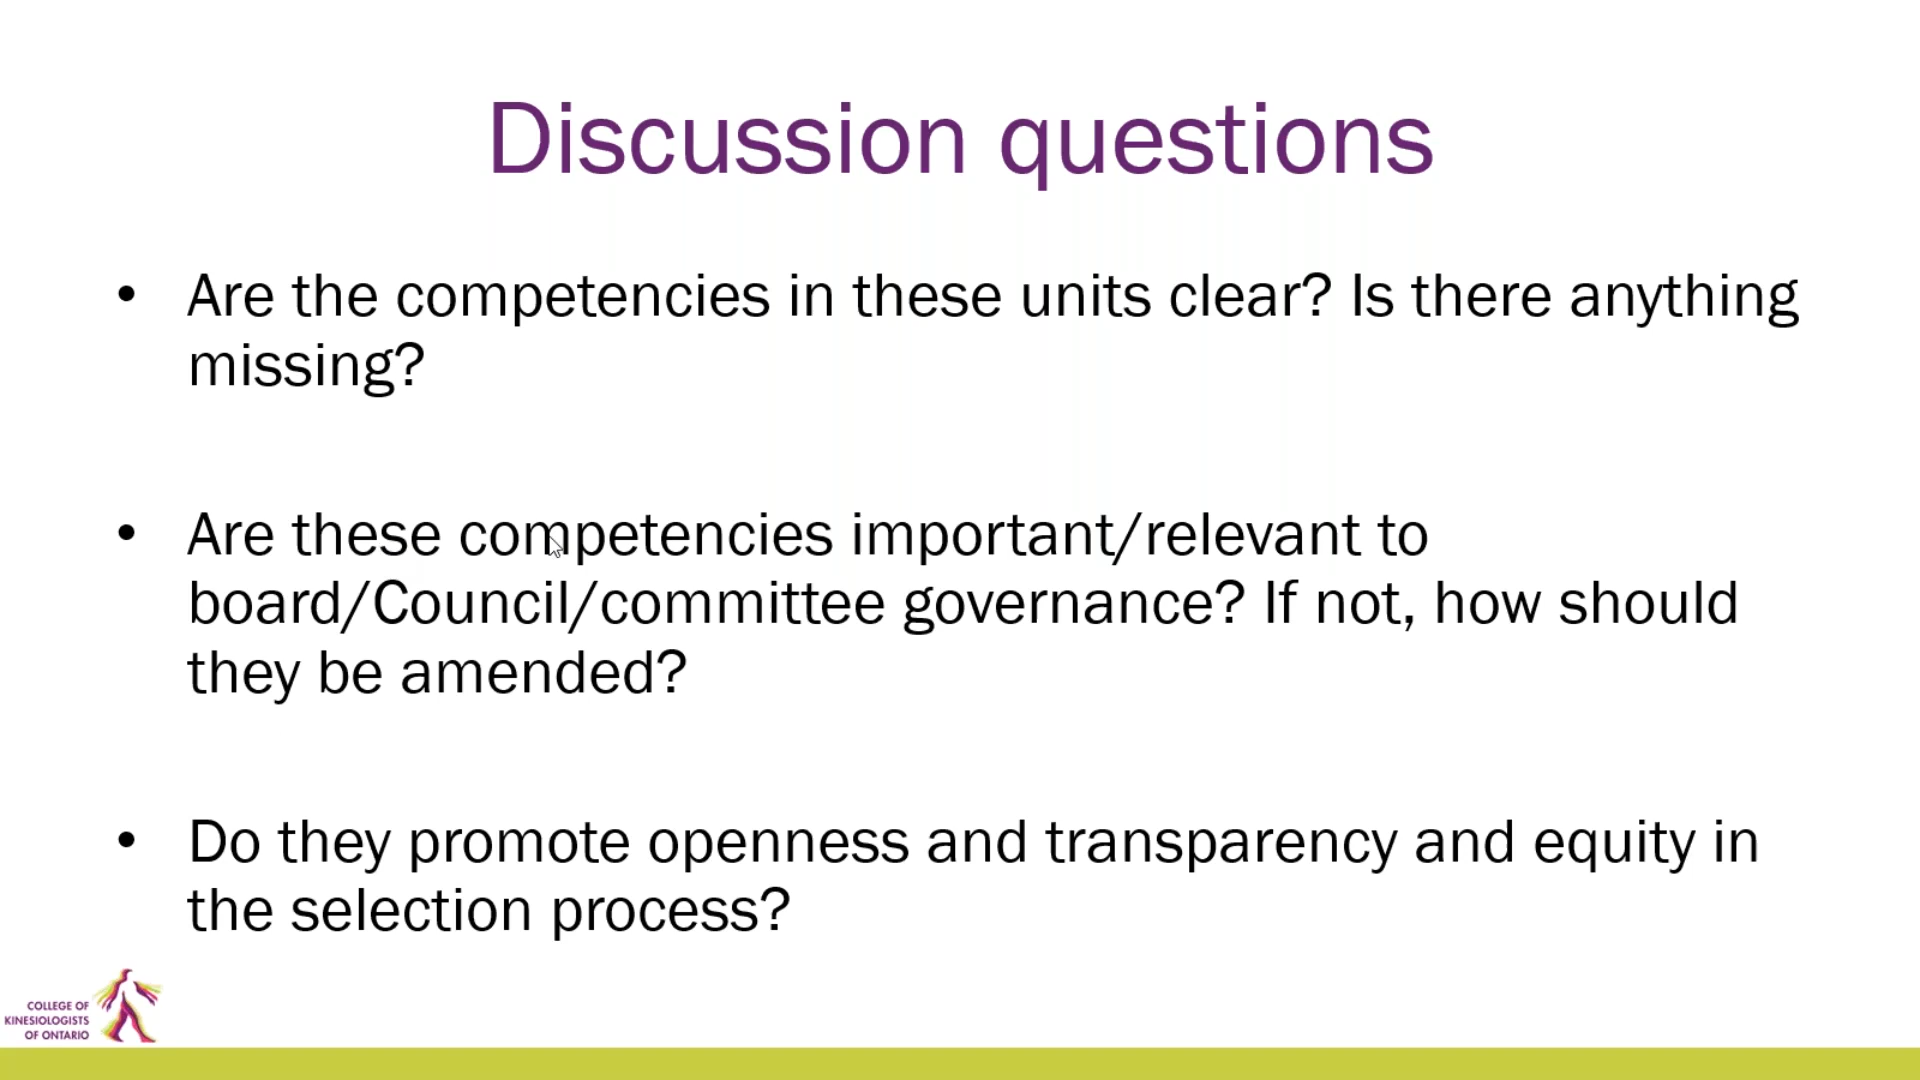 Discussion questions
• Are the competencies in these units clear? Is there anything
missing?
• Are these competencies important/relevant to
board/Council/committee governance? If not, how should
they be amended?
• Do they promote openness and transparency and equity in
the selection process?
COLLEGE OF
KINESIOLOGISTS
OF ONTARIO